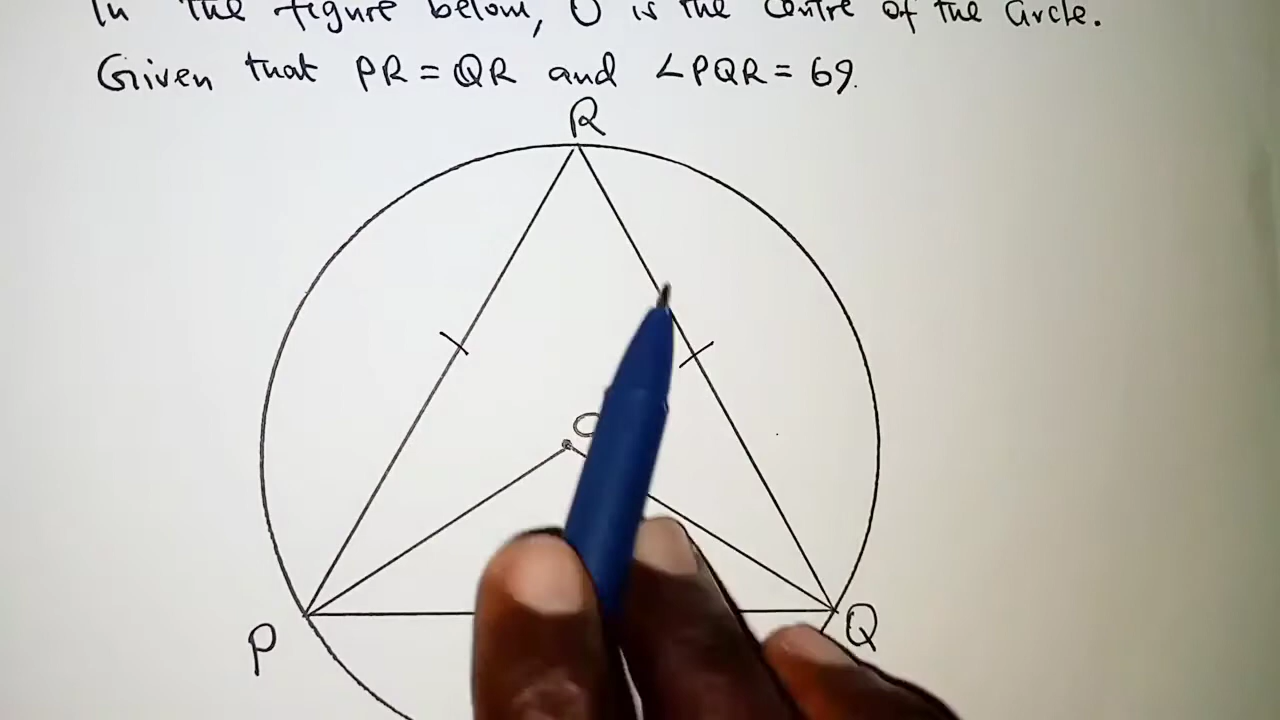 In the figure below, O is the centre of the circle.
Given that PR = QR and ∠PQR = 69.
R
O
P
Q